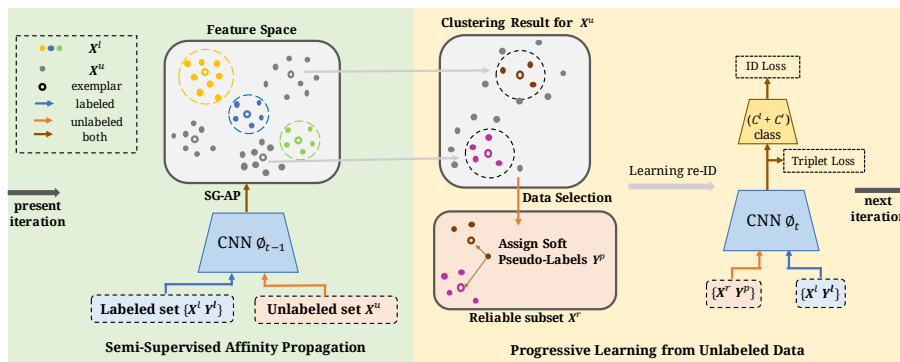 Feature Space
Clustering Result for X^u
X^l
X^u
exemplar
labeled
unlabeled
both
ID Loss
(C^l + C^r)
class
Triplet Loss
present
iteration
SG-AP
Data Selection
Learning re-ID
next
iteration
CNN ∅_{t−1}
Assign Soft
Pseudo-Labels Y^p
CNN ∅_t
Labeled set {X^l Y^l}
Unlabeled set X^u
Reliable subset X^r
{X^r Y^p}
{X^l Y^l}
Semi-Supervised Affinity Propagation
Progressive Learning from Unlabeled Data